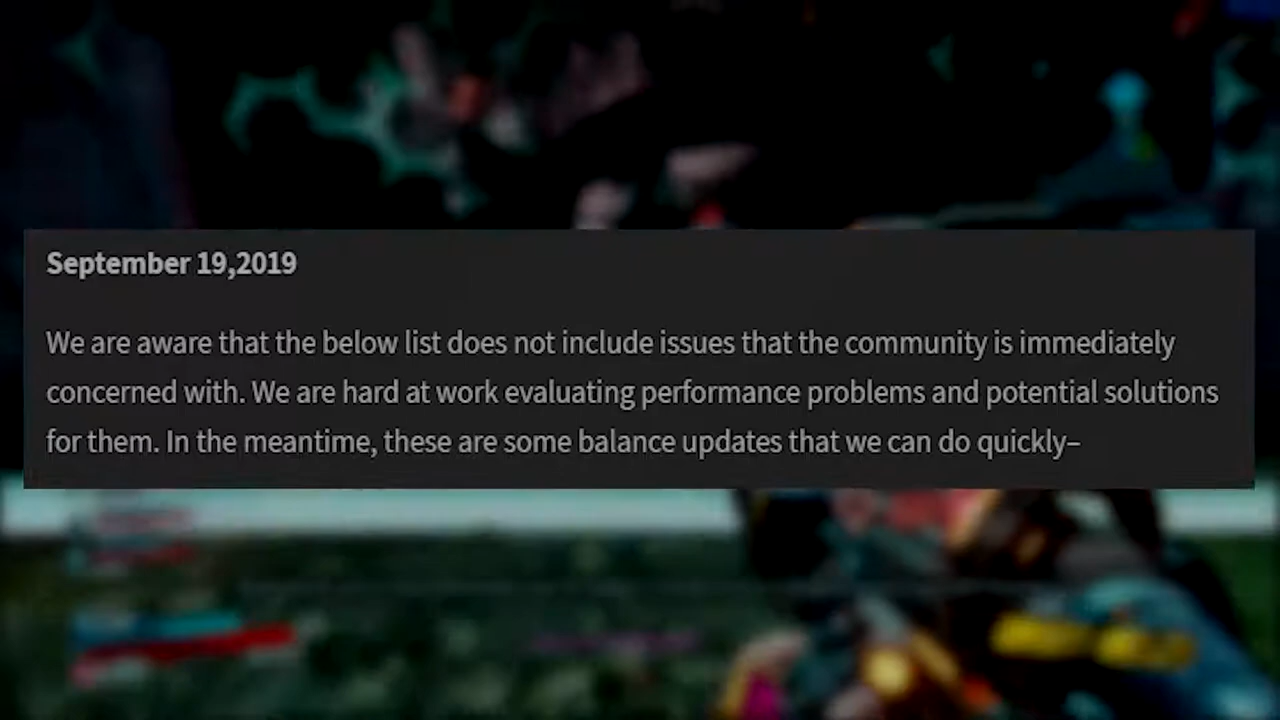 September 19,2019
We are aware that the below list does not include issues that the community is immediately
concerned with. We are hard at work evaluating performance problems and potential solutions
for them. In the meantime, these are some balance updates that we can do quickly–